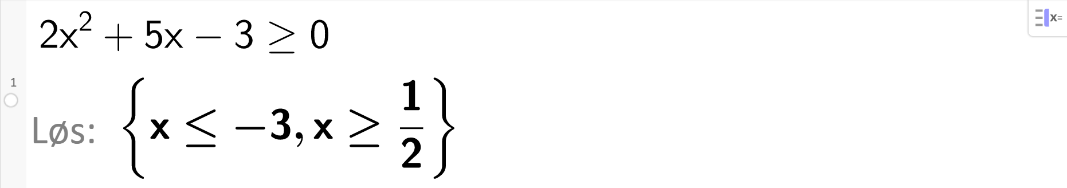 2x² + 5x − 3 ≥ 0
1
Løs: {x ≤ −3, x ≥ 1/2}
x=